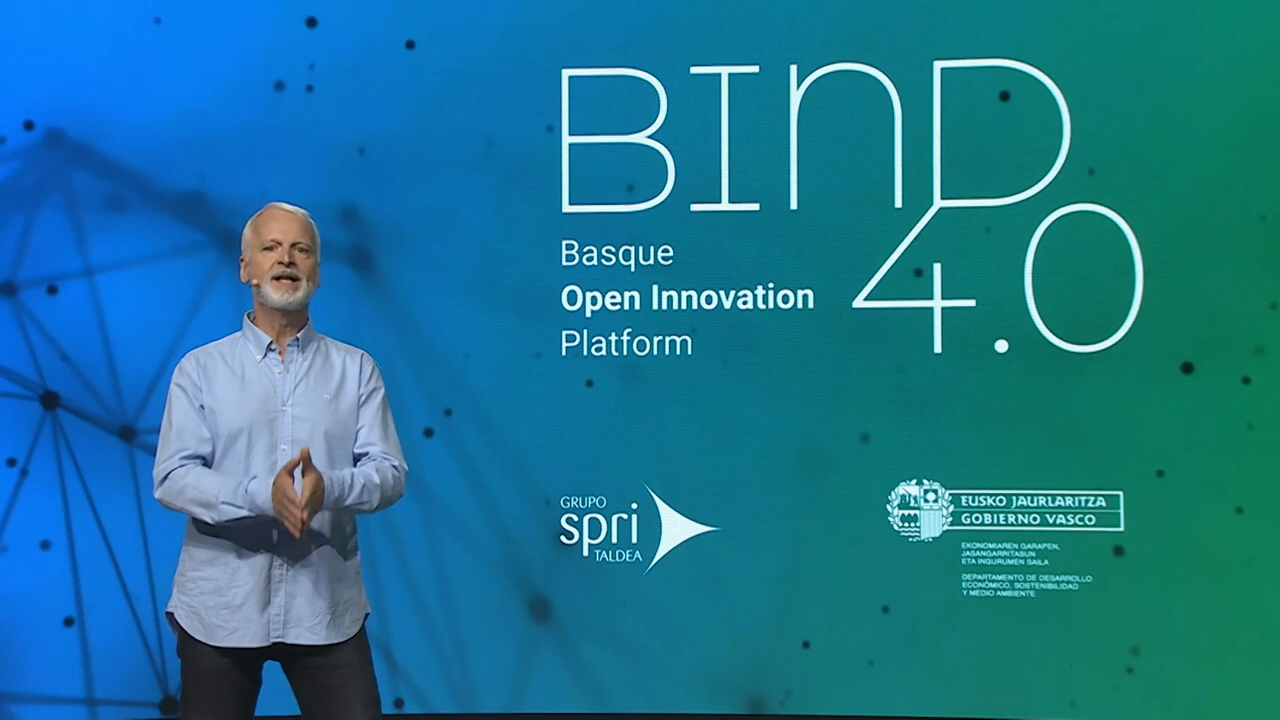 BIND
4.0
Basque
Open Innovation
Platform
GRUPO
spri
TALDEA
EUSKO JAURLARITZA
GOBIERNO VASCO
EKONOMIAREN GARAPEN,
JASANGARRITASUN
ETA INGURUMEN SAILA
DEPARTAMENTO DE DESARROLLO
ECONÓMICO, SOSTENIBILIDAD
Y MEDIO AMBIENTE